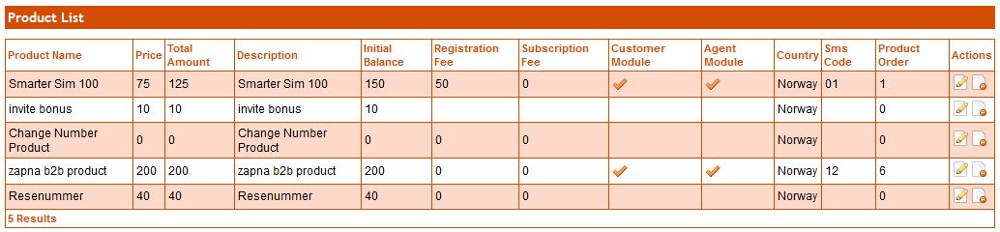 Product List
Product Name Price Total Amount Description Initial Balance Registration Fee Subscription Fee Customer Module Agent Module Country Sms Code Product Order Actions
Smarter Sim 100 75 125 Smarter Sim 100 150 50 0 Norway 01 1
invite bonus 10 10 invite bonus 10 Norway 0
Change Number Product 0 0 Change Number Product 0 0 0 Norway 0
zapna b2b product 200 200 zapna b2b product 200 0 0 Norway 12 6
Resenummer 40 40 Resenummer 40 0 0 Norway 0
5 Results